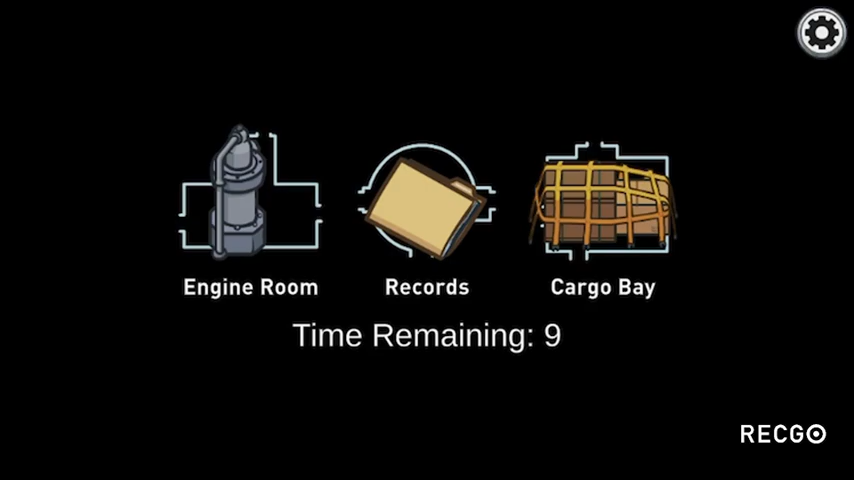 Engine Room
Records
Cargo Bay
Time Remaining: 9
RECGO